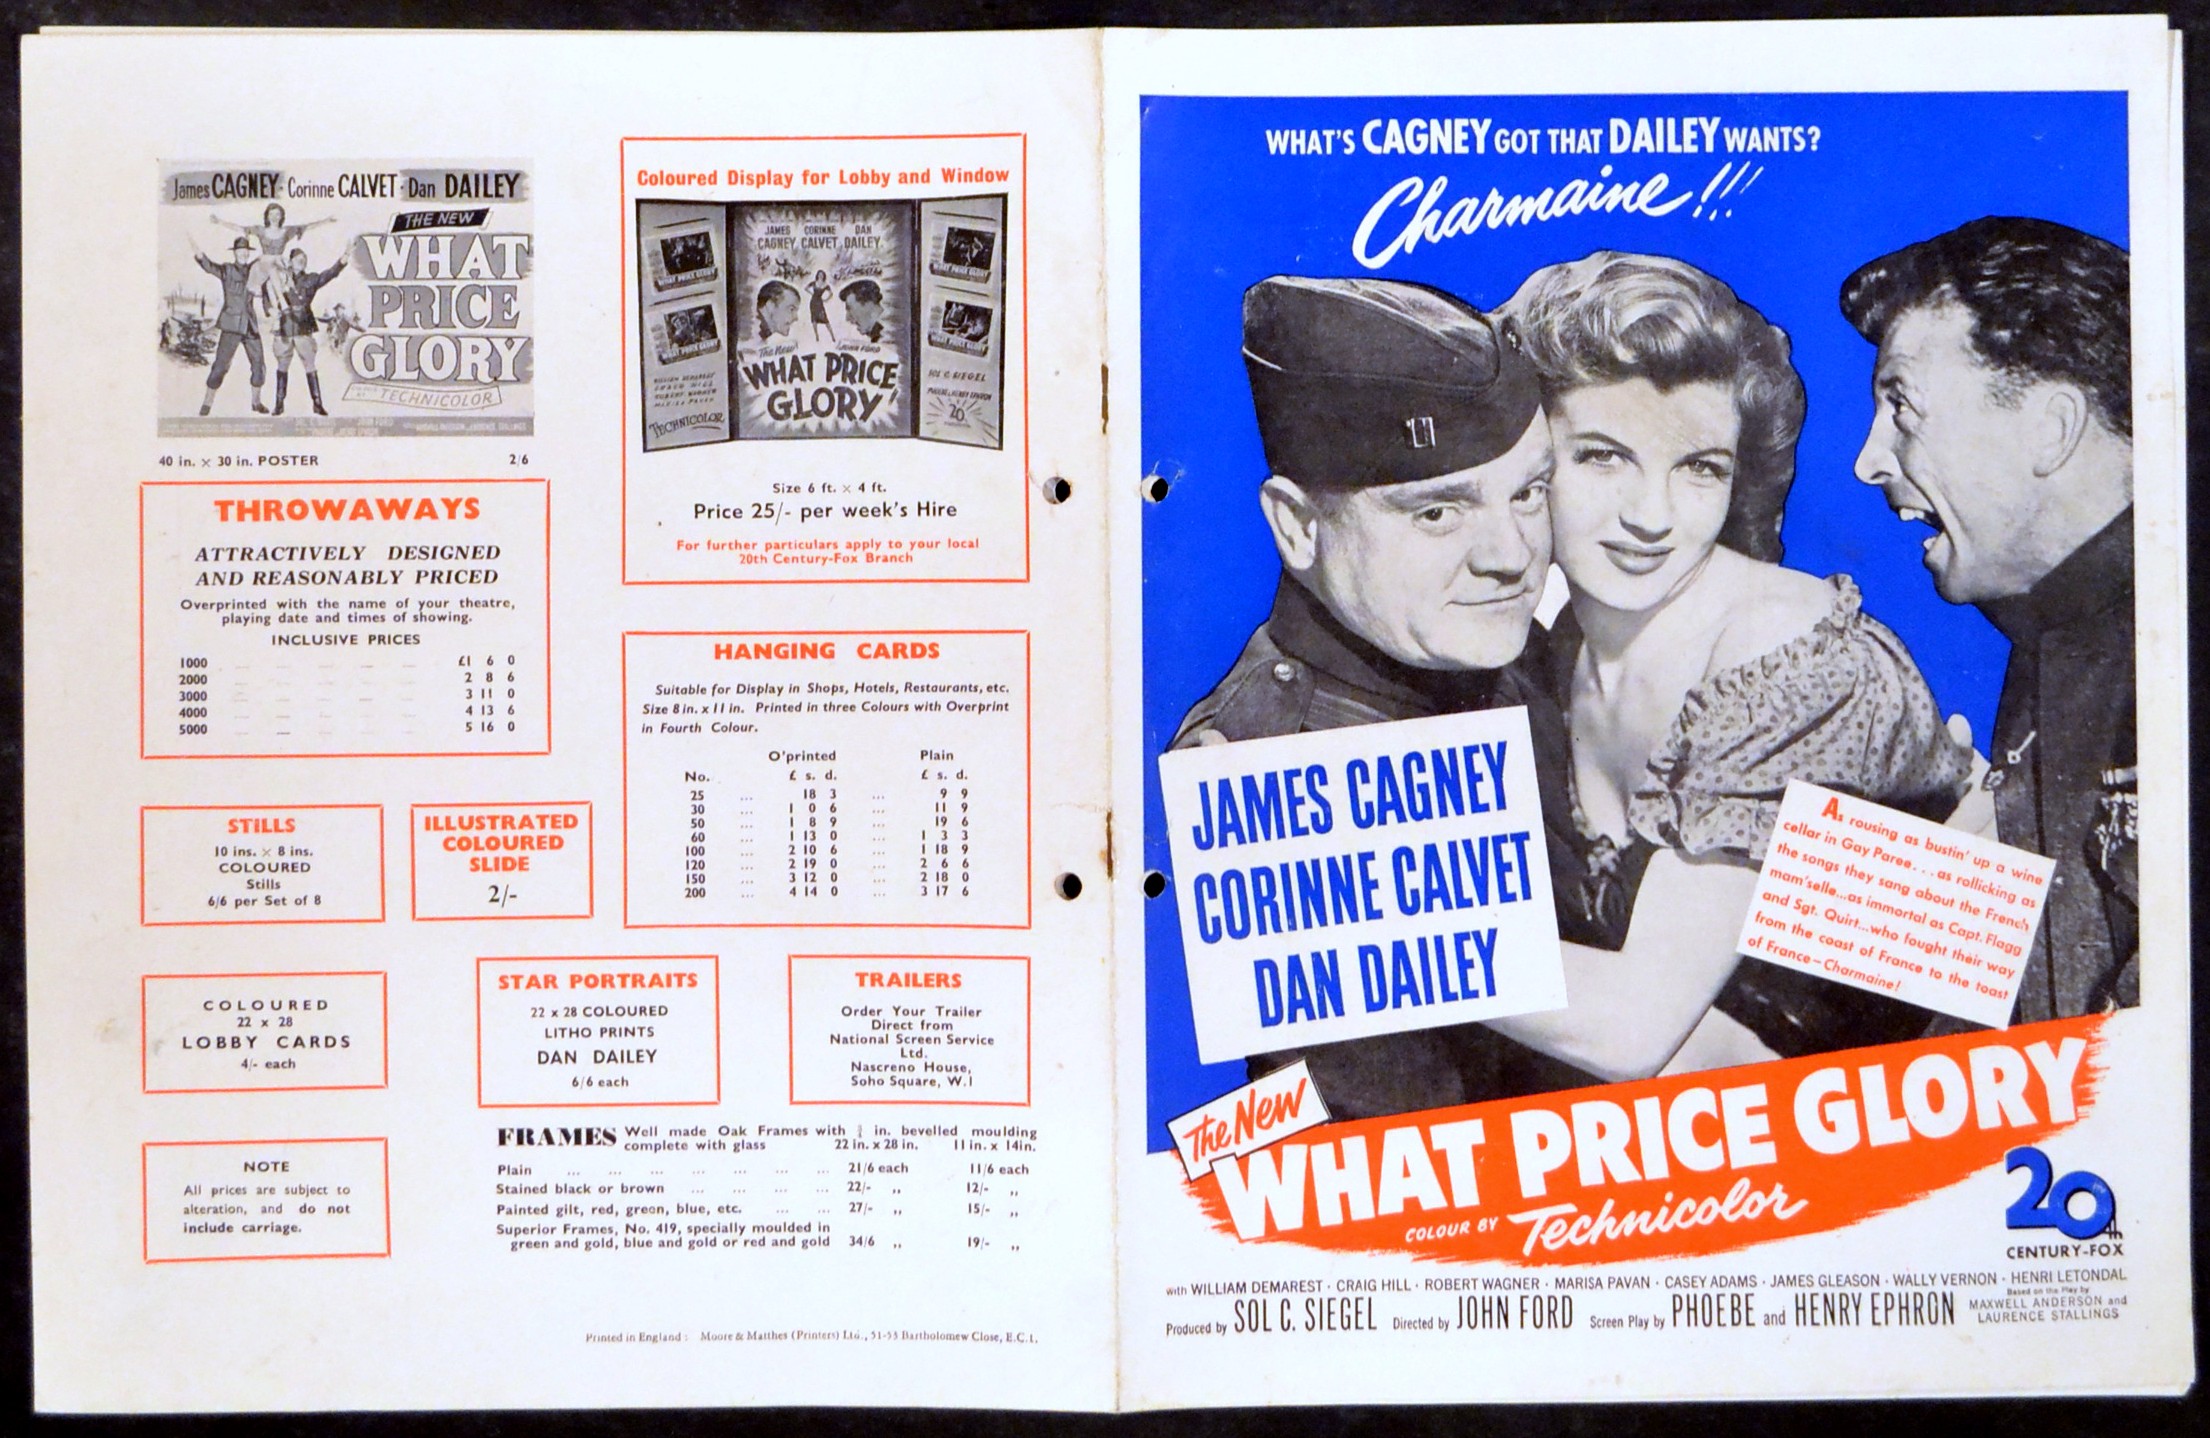 James CAGNEY · Corinne CALVET · Dan DAILEY
THE NEW
WHAT
PRICE
GLORY
TECHNICOLOR
40 in. × 30 in. POSTER 2/6
THROWAWAYS
ATTRACTIVELY DESIGNED
AND REASONABLY PRICED
Overprinted with the name of your theatre,
playing date and times of showing.
INCLUSIVE PRICES
1000 £1 6 0
2000 2 8 6
3000 3 11 0
4000 4 13 6
5000 5 16 0
STILLS
10 ins. × 8 ins.
COLOURED
Stills
6/6 per Set of 8
ILLUSTRATED
COLOURED
SLIDE
2/-
COLOURED
22 x 28
LOBBY CARDS
4/- each
NOTE
All prices are subject to
alteration, and do not
include carriage.
Coloured Display for Lobby and Window
JAMES CORINNE DAN
CAGNEY CALVET DAILEY
The New
WHAT PRICE
GLORY
TECHNICOLOR
SOL C. SIEGEL
20
Size 6 ft. × 4 ft.
Price 25/- per week's Hire
For further particulars apply to your local
20th Century-Fox Branch
HANGING CARDS
Suitable for Display in Shops, Hotels, Restaurants, etc.
Size 8 in. x 11 in. Printed in three Colours with Overprint
in Fourth Colour.
O'printed Plain
No. £ s. d. £ s. d.
25 ... 18 3 ... 9 9
30 ... 1 0 6 ... 11 9
50 ... 1 8 9 ... 19 6
60 ... 1 13 0 ... 1 3 3
100 ... 2 10 6 ... 1 18 9
120 ... 2 19 0 ... 2 6 6
150 ... 3 12 0 ... 2 18 0
200 ... 4 14 0 ... 3 17 6
STAR PORTRAITS
22 x 28 COLOURED
LITHO PRINTS
DAN DAILEY
6/6 each
TRAILERS
Order Your Trailer
Direct from
National Screen Service
Ltd.
Nascreno House,
Soho Square, W.1
FRAMES Well made Oak Frames with in. bevelled moulding
complete with glass 22 in. x 28 in. 11 in. x 14in.
Plain ... ... ... ... ... ... ... 21/6 each 11/6 each
Stained black or brown ... ... ... ... 22/- ,, 12/- ,,
Painted gilt, red, green, blue, etc. ... ... 27/- ,, 15/- ,,
Superior Frames, No. 419, specially moulded in
green and gold, blue and gold or red and gold 34/6 ,, 19/- ,,
Printed in England : Moore & Matthes (Printers) Ltd., 51-53 Bartholomew Close, E.C.1.
WHAT'S CAGNEY GOT THAT DAILEY WANTS?
Charmaine!!!
JAMES CAGNEY
CORINNE CALVET
DAN DAILEY
As rousing as bustin' up a wine
cellar in Gay Paree...as rollicking as
the songs they sang about the French
mam'selle...as immortal as Capt. Flagg
and Sgt. Quirt...who fought their way
from the coast of France to the toast
of France—Charmaine!
The New
WHAT PRICE GLORY
COLOUR BY Technicolor
20th
CENTURY-FOX
with WILLIAM DEMAREST · CRAIG HILL · ROBERT WAGNER · MARISA PAVAN · CASEY ADAMS · JAMES GLEASON · WALLY VERNON · HENRI LETONDAL
Produced by SOL C. SIEGEL Directed by JOHN FORD Screen Play by PHOEBE and HENRY EPHRON
Based on the Play by
MAXWELL ANDERSON and
LAURENCE STALLINGS